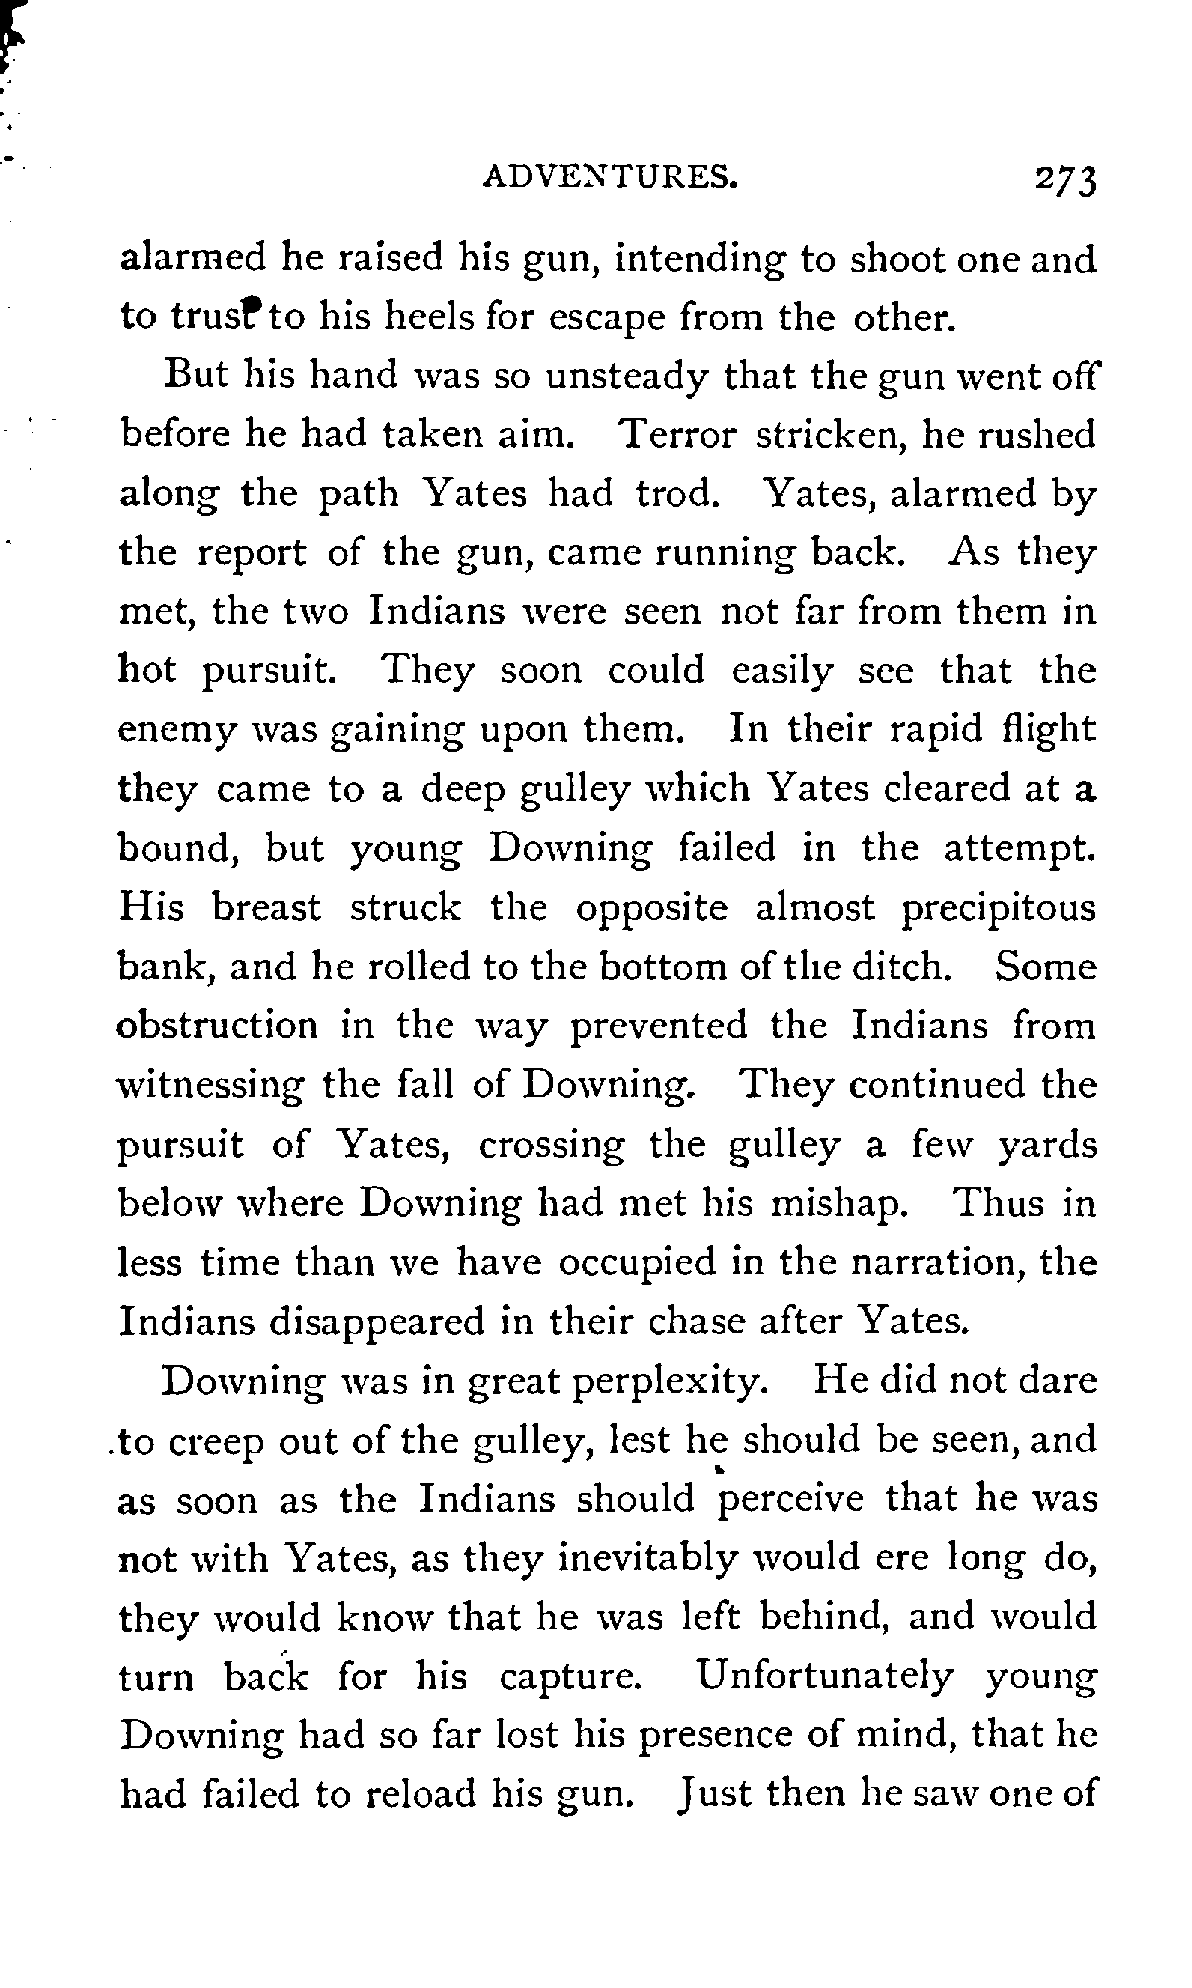 ADVENTURES. 273
alarmed he raised his gun, intending to shoot one and
to trust to his heels for escape from the other.
But his hand was so unsteady that the gun went off
before he had taken aim. Terror stricken, he rushed
along the path Yates had trod. Yates, alarmed by
the report of the gun, came running back. As they
met, the two Indians were seen not far from them in
hot pursuit. They soon could easily see that the
enemy was gaining upon them. In their rapid flight
they came to a deep gulley which Yates cleared at a
bound, but young Downing failed in the attempt.
His breast struck the opposite almost precipitous
bank, and he rolled to the bottom of the ditch. Some
obstruction in the way prevented the Indians from
witnessing the fall of Downing. They continued the
pursuit of Yates, crossing the gulley a few yards
below where Downing had met his mishap. Thus in
less time than we have occupied in the narration, the
Indians disappeared in their chase after Yates.
Downing was in great perplexity. He did not dare
to creep out of the gulley, lest he should be seen, and
as soon as the Indians should perceive that he was
not with Yates, as they inevitably would ere long do,
they would know that he was left behind, and would
turn back for his capture. Unfortunately young
Downing had so far lost his presence of mind, that he
had failed to reload his gun. Just then he saw one of